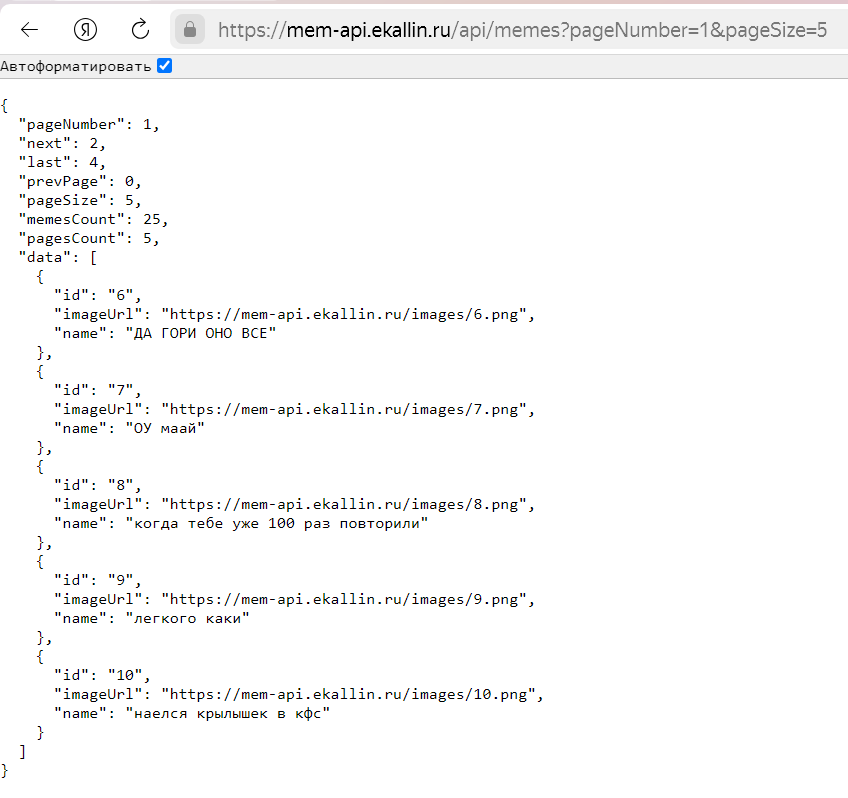 Я https://mem-api.ekallin.ru/api/memes?pageNumber=1&pageSize=5
Автоформатировать
{
"pageNumber": 1,
"next": 2,
"last": 4,
"prevPage": 0,
"pageSize": 5,
"memesCount": 25,
"pagesCount": 5,
"data": [
{
"id": "6",
"imageUrl": "https://mem-api.ekallin.ru/images/6.png",
"name": "ДА ГОРИ ОНО ВСЕ"
},
{
"id": "7",
"imageUrl": "https://mem-api.ekallin.ru/images/7.png",
"name": "ОУ маай"
},
{
"id": "8",
"imageUrl": "https://mem-api.ekallin.ru/images/8.png",
"name": "когда тебе уже 100 раз повторили"
},
{
"id": "9",
"imageUrl": "https://mem-api.ekallin.ru/images/9.png",
"name": "легкого каки"
},
{
"id": "10",
"imageUrl": "https://mem-api.ekallin.ru/images/10.png",
"name": "наелся крылышек в кфс"
}
]
}